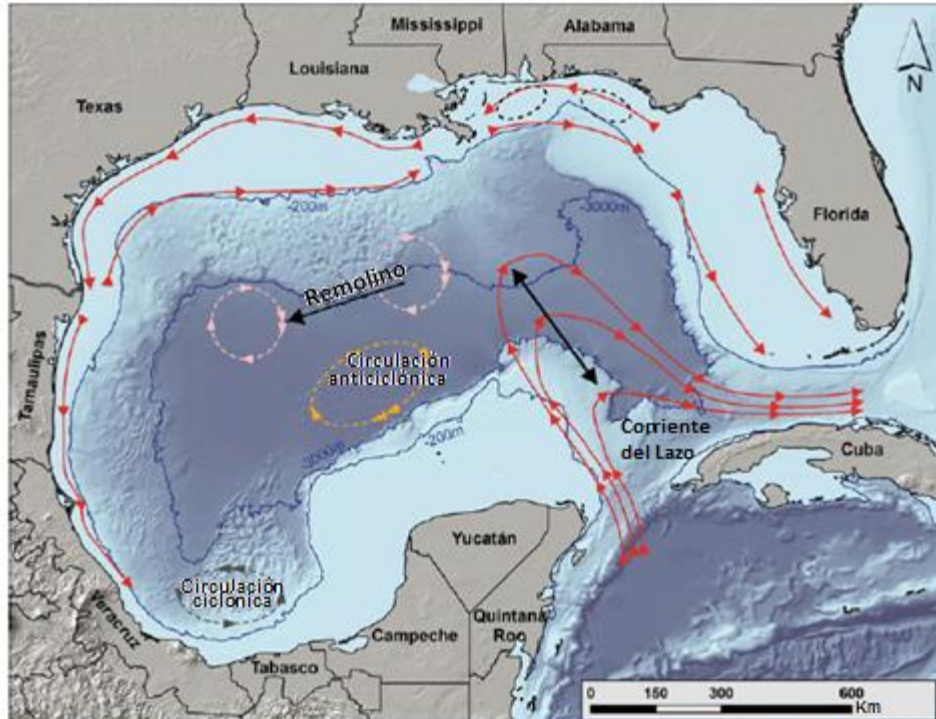 Mississippi
Alabama
Louisiana
Texas
N
-200m
-3000m
Florida
Remolino
Circulación
anticiclónica
Tamaulipas
-3000m
-200m
Corriente
del Lazo
Cuba
Yucatán
Circulación
ciclónica
Veracruz
Campeche
Quintana
Roo
Tabasco
0 150 300 600
Km